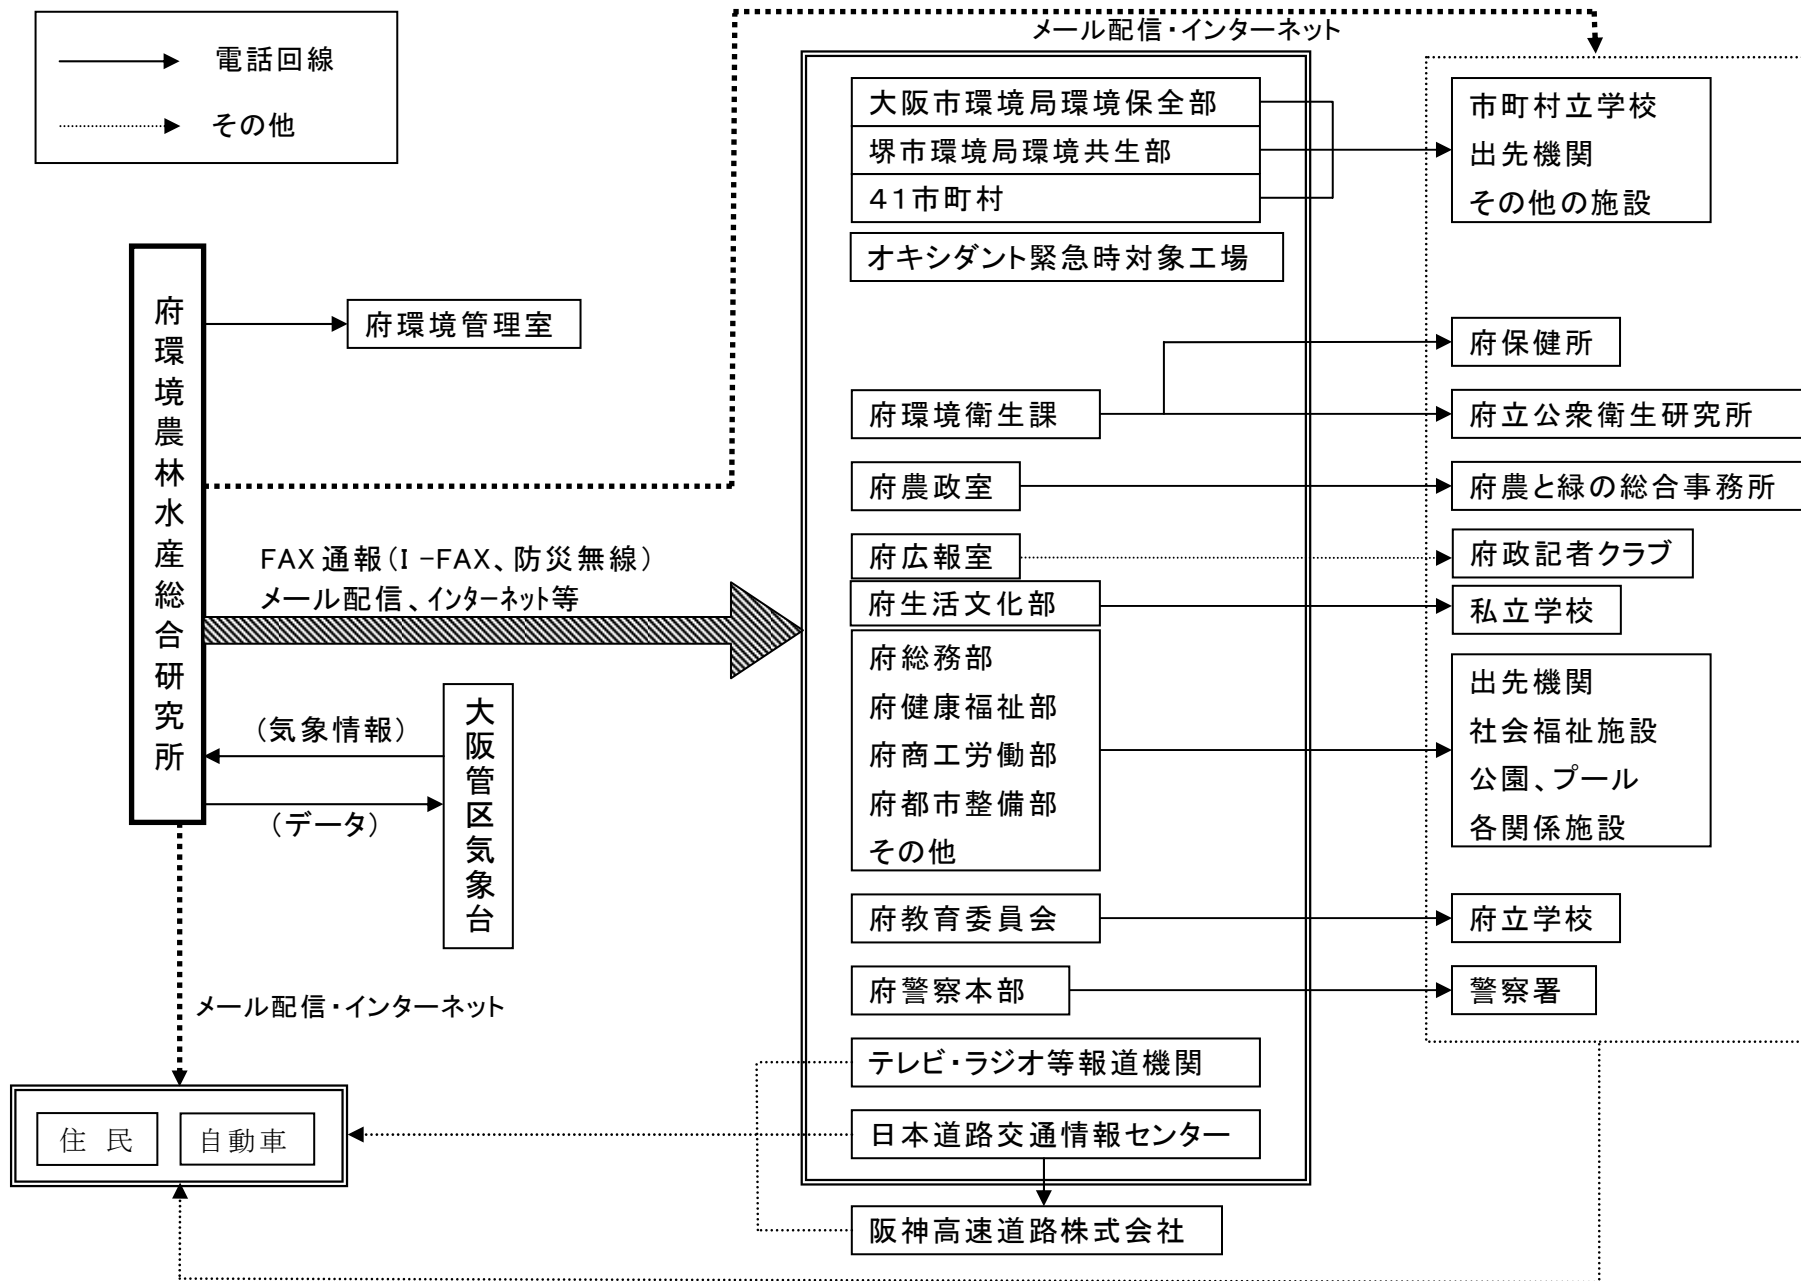 電話回線
その他
メール配信・インターネット
大阪市環境局環境保全部
堺市環境局環境共生部
41市町村
オキシダント緊急時対象工場
市町村立学校
出先機関
その他の施設
府環境農林水産総合研究所
府環境管理室
府保健所
府環境衛生課
府立公衆衛生研究所
府農政室
府農と緑の総合事務所
FAX通報(I-FAX、防災無線)
メール配信、インターネット等
府広報室
府政記者クラブ
府生活文化部
私立学校
府総務部
府健康福祉部
府商工労働部
府都市整備部
その他
出先機関
社会福祉施設
公園、プール
各関係施設
(気象情報)
(データ)
大阪管区気象台
府教育委員会
府立学校
府警察本部
警察署
メール配信・インターネット
テレビ・ラジオ等報道機関
住民
自動車
日本道路交通情報センター
阪神高速道路株式会社